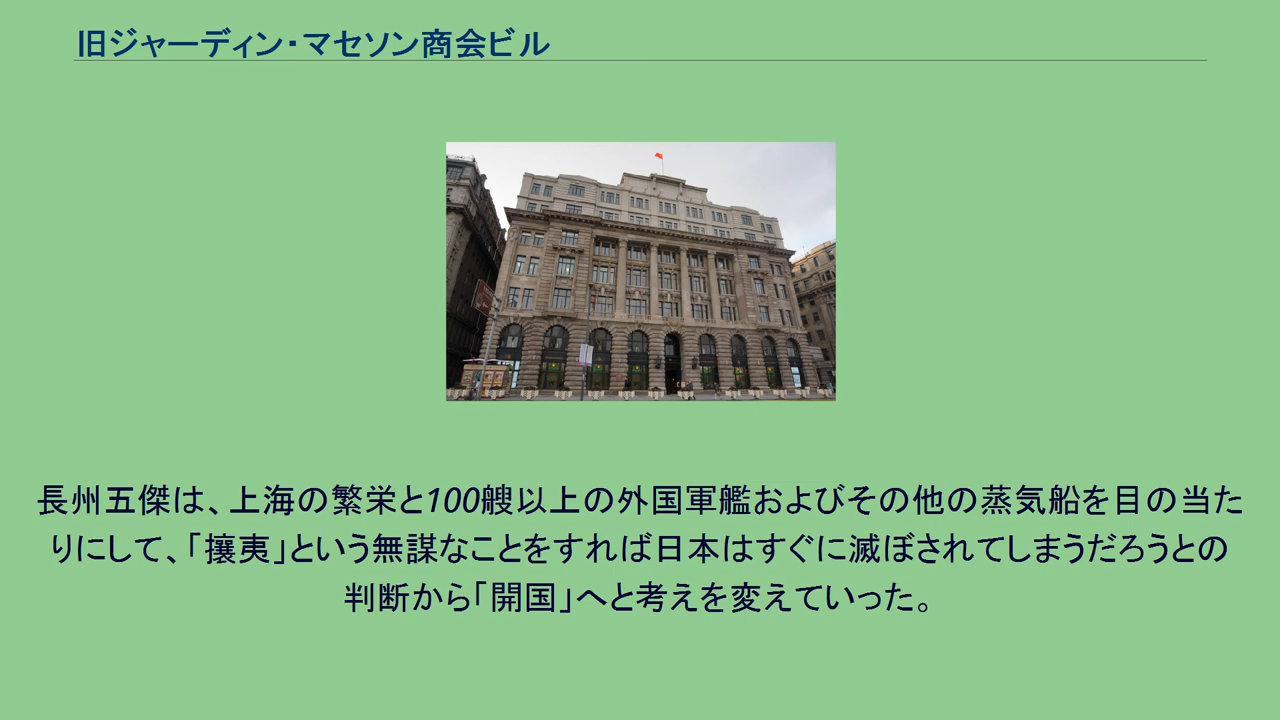 旧ジャーディン・マセソン商会ビル
長州五傑は、上海の繁栄と100艘以上の外国軍艦およびその他の蒸気船を目の当た
りにして、「攘夷」という無謀なことをすれば日本はすぐに滅ぼされてしまうだろうとの
判断から「開国」へと考えを変えていった。